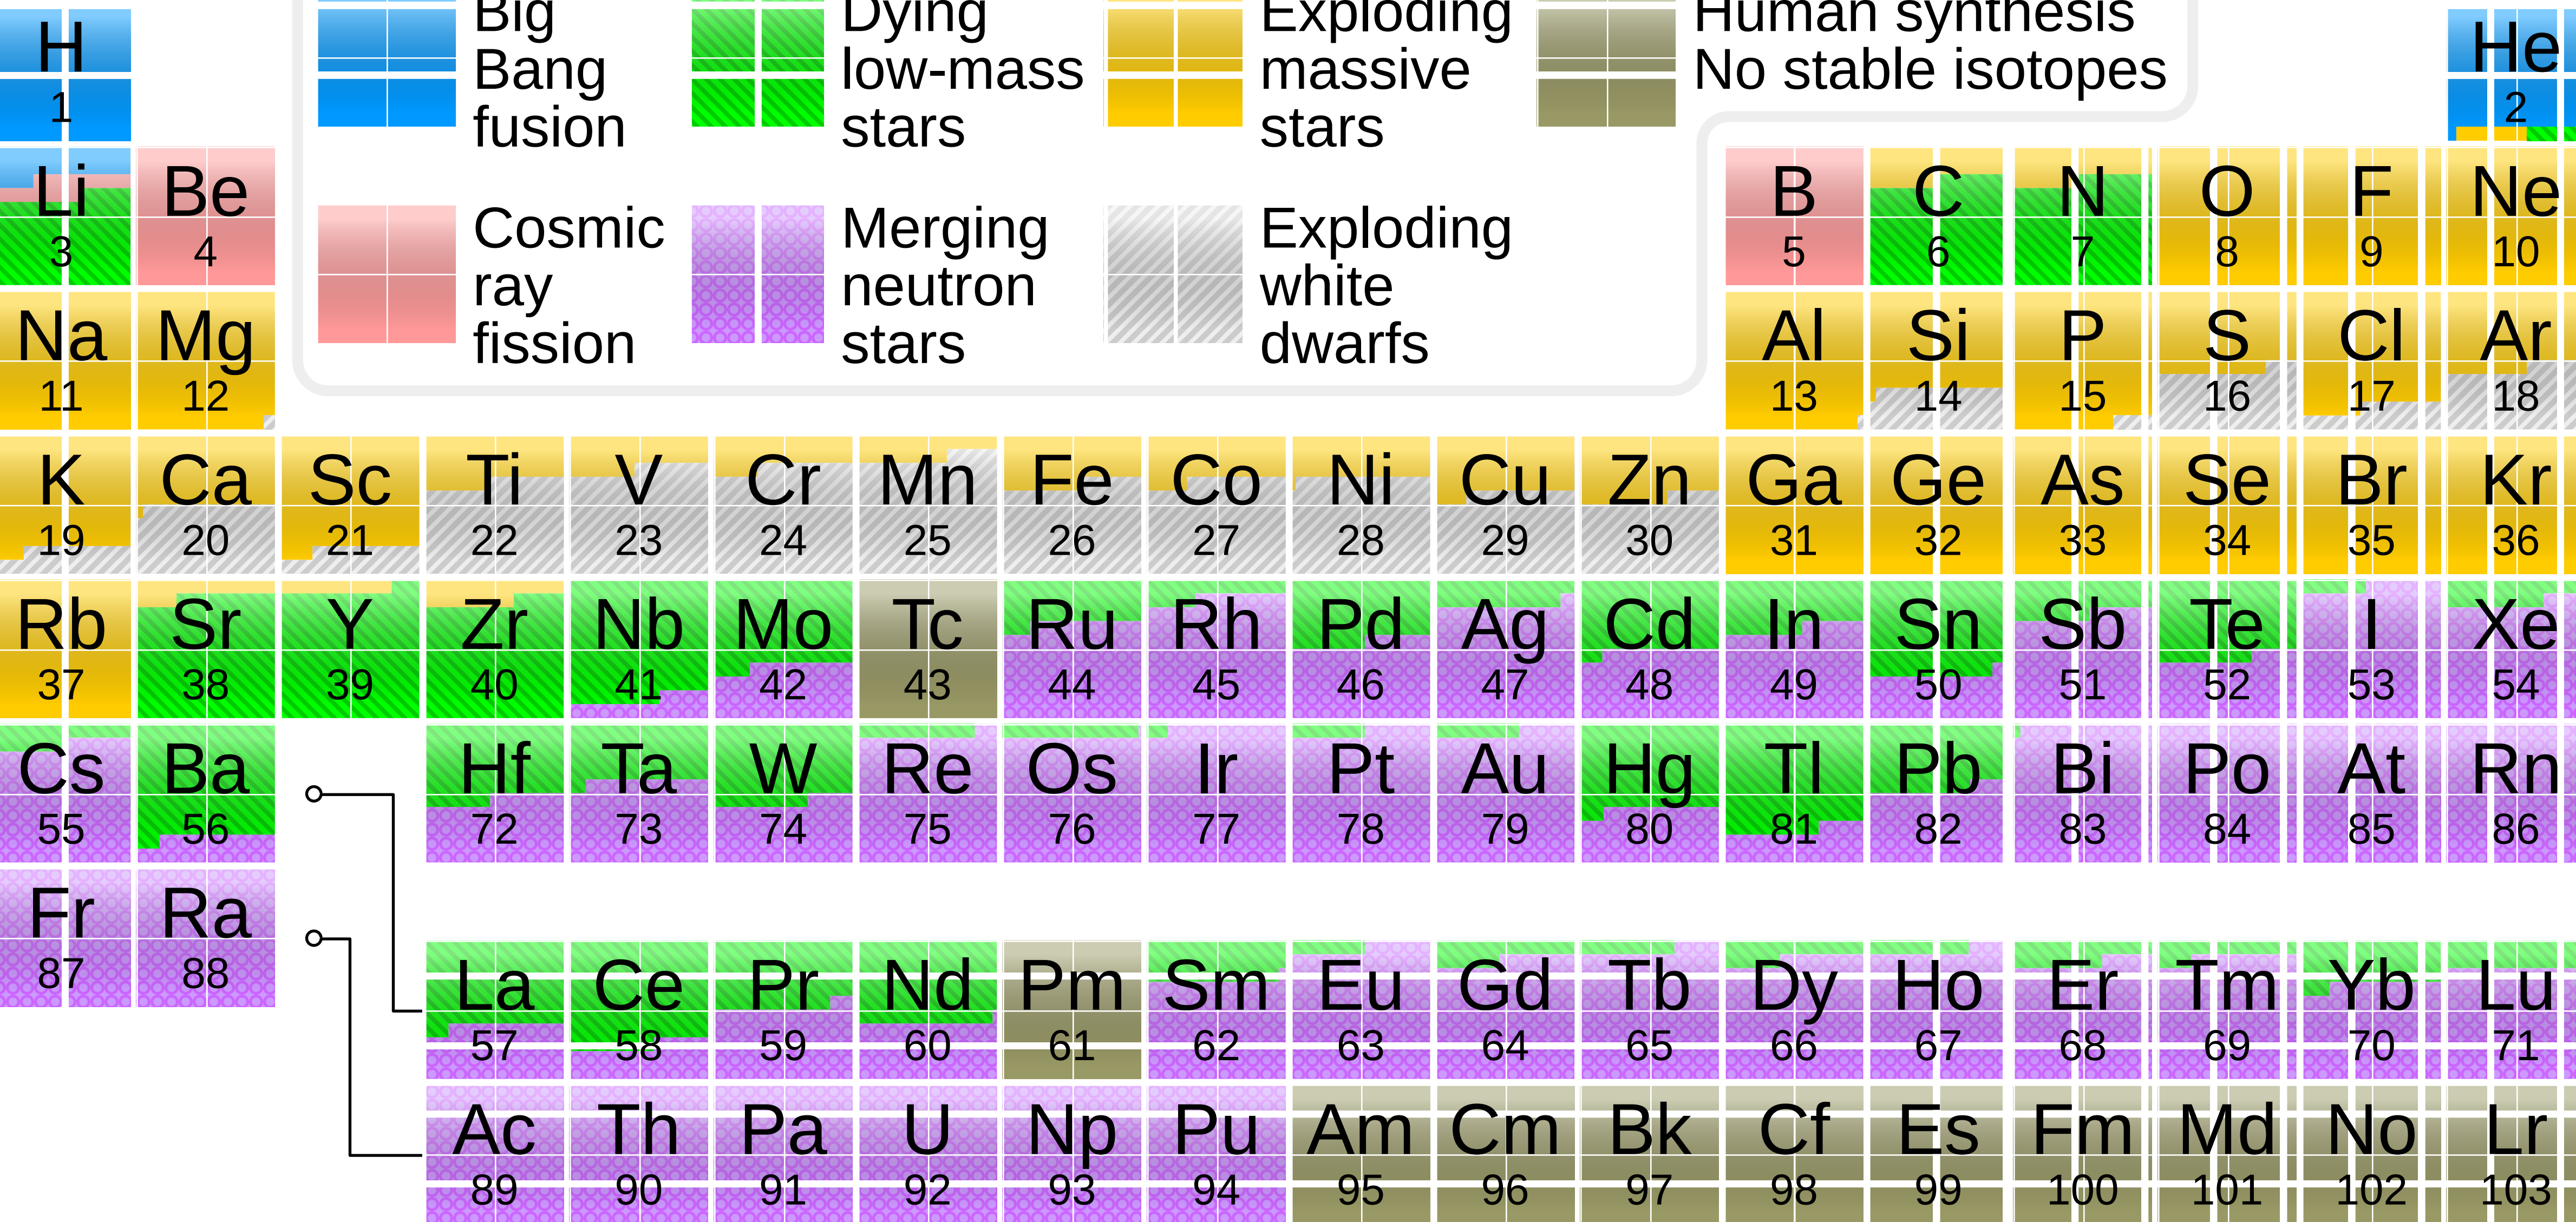 Big
Bang
fusion
Dying
low-mass
stars
Exploding
massive
stars
Human synthesis
No stable isotopes
Cosmic
ray
fission
Merging
neutron
stars
Exploding
white
dwarfs
H He
1 2
Li Be B C N O F Ne
3 4 5 6 7 8 9 10
Na Mg Al Si P S Cl Ar
11 12 13 14 15 16 17 18
K Ca Sc Ti V Cr Mn Fe Co Ni Cu Zn Ga Ge As Se Br Kr
19 20 21 22 23 24 25 26 27 28 29 30 31 32 33 34 35 36
Rb Sr Y Zr Nb Mo Tc Ru Rh Pd Ag Cd In Sn Sb Te I Xe
37 38 39 40 41 42 43 44 45 46 47 48 49 50 51 52 53 54
Cs Ba Hf Ta W Re Os Ir Pt Au Hg Tl Pb Bi Po At Rn
55 56 72 73 74 75 76 77 78 79 80 81 82 83 84 85 86
Fr Ra
87 88
La Ce Pr Nd Pm Sm Eu Gd Tb Dy Ho Er Tm Yb Lu
57 58 59 60 61 62 63 64 65 66 67 68 69 70 71
Ac Th Pa U Np Pu Am Cm Bk Cf Es Fm Md No Lr
89 90 91 92 93 94 95 96 97 98 99 100 101 102 103